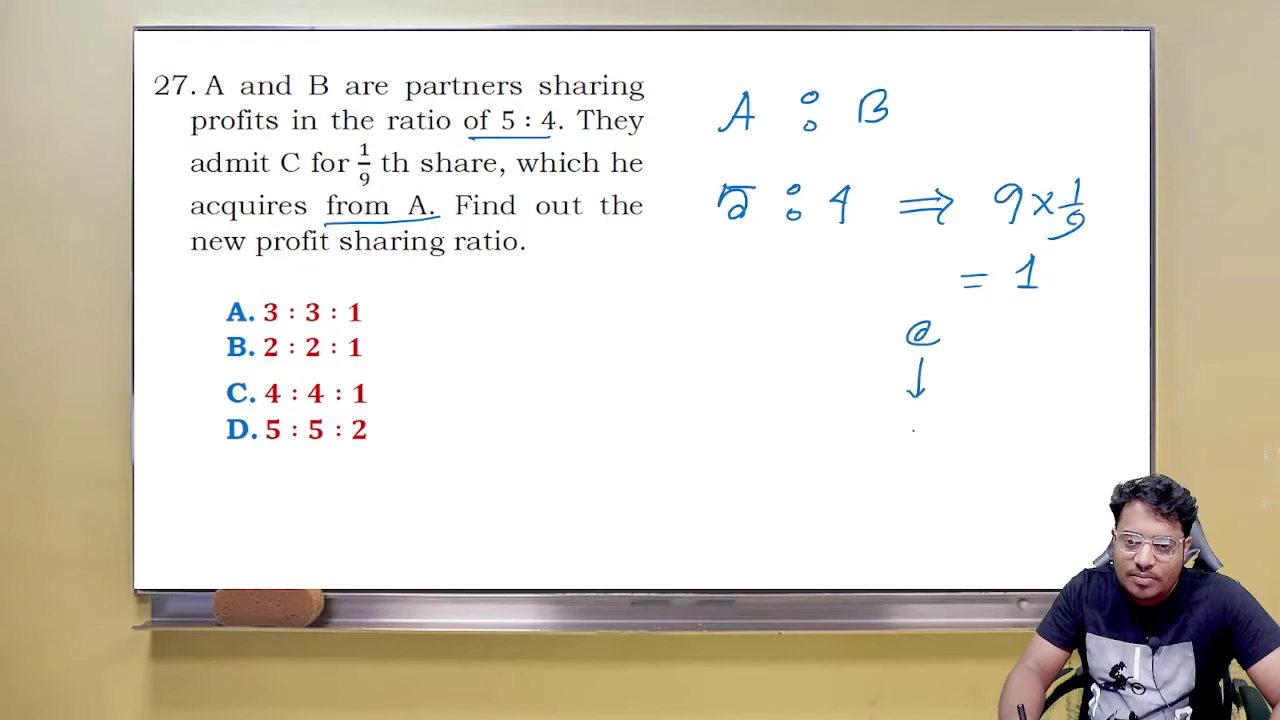 27. A and B are partners sharing
profits in the ratio of 5 : 4. They
admit C for 1/9 th share, which he
acquires from A. Find out the
new profit sharing ratio.
A. 3 : 3 : 1
B. 2 : 2 : 1
C. 4 : 4 : 1
D. 5 : 5 : 2
A : B
5 : 4 ⇒ 9 × 1/9
= 1
↓